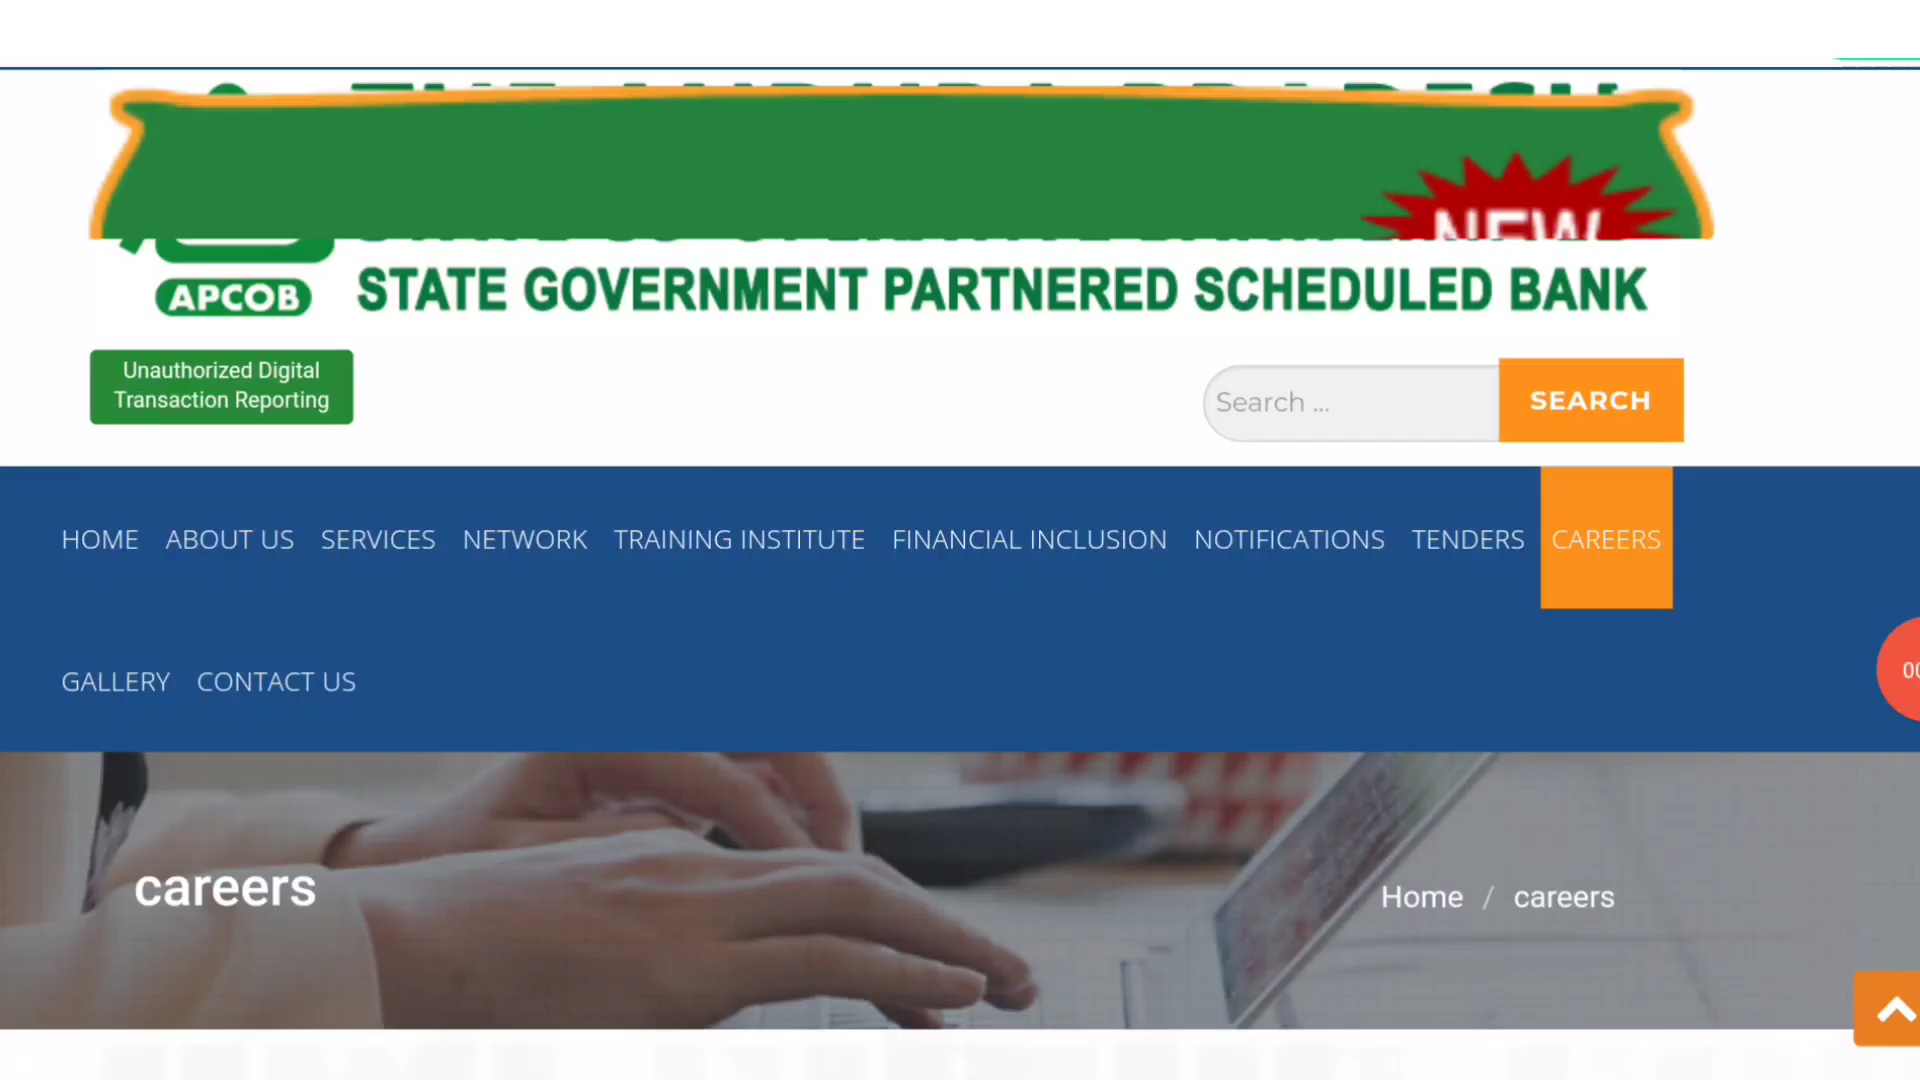 NEW
APCOB
STATE GOVERNMENT PARTNERED SCHEDULED BANK
Unauthorized Digital
Transaction Reporting
Search ...
SEARCH
HOME ABOUT US SERVICES NETWORK TRAINING INSTITUTE FINANCIAL INCLUSION NOTIFICATIONS TENDERS CAREERS
GALLERY CONTACT US
careers
Home / careers